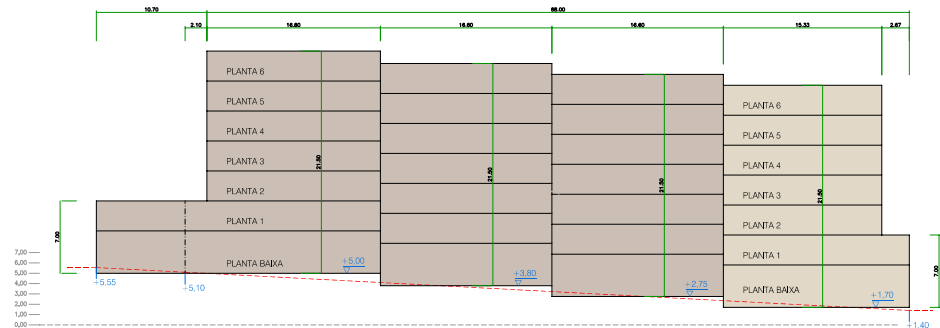 10.70
68.00
2.10
16.80
16.60
16.60
15.33
2.67
PLANTA 6
PLANTA 5
PLANTA 4
PLANTA 3
PLANTA 2
PLANTA 1
PLANTA BAIXA
21.50
21.50
21.50
21.50
PLANTA 6
PLANTA 5
PLANTA 4
PLANTA 3
PLANTA 2
PLANTA 1
PLANTA BAIXA
7.00
7.00
+5.00
+3,80
+2.75
+1,70
+5.55
+5,10
+1.40
7,00
6,00
5,00
4,00
3,00
2,00
1,00
0,00